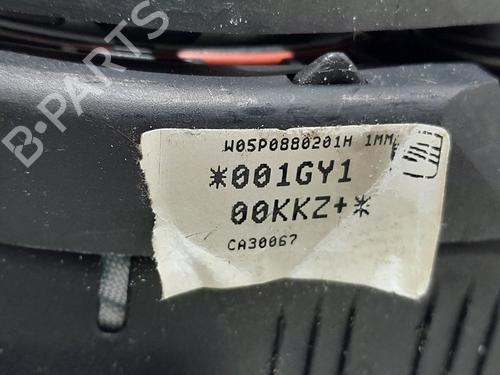 B-PARTS
W05P0880201H 1MM
*001GY1
00KKZ+*
CA30067